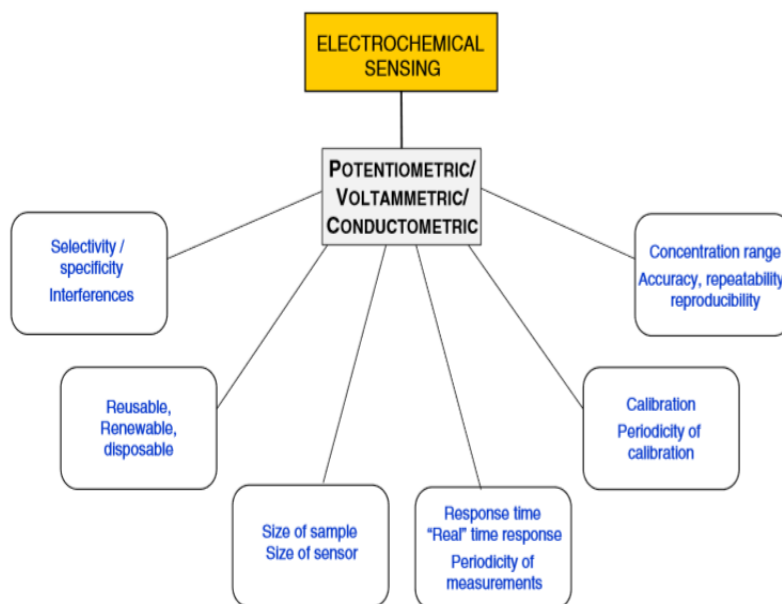 ELECTROCHEMICAL
SENSING
POTENTIOMETRIC/
VOLTAMMETRIC/
CONDUCTOMETRIC
Selectivity /
specificity
Interferences
Concentration range
Accuracy, repeatability
reproducibility
Reusable,
Renewable,
disposable
Calibration
Periodicity of
calibration
Size of sample
Size of sensor
Response time
“Real” time response
Periodicity of
measurements